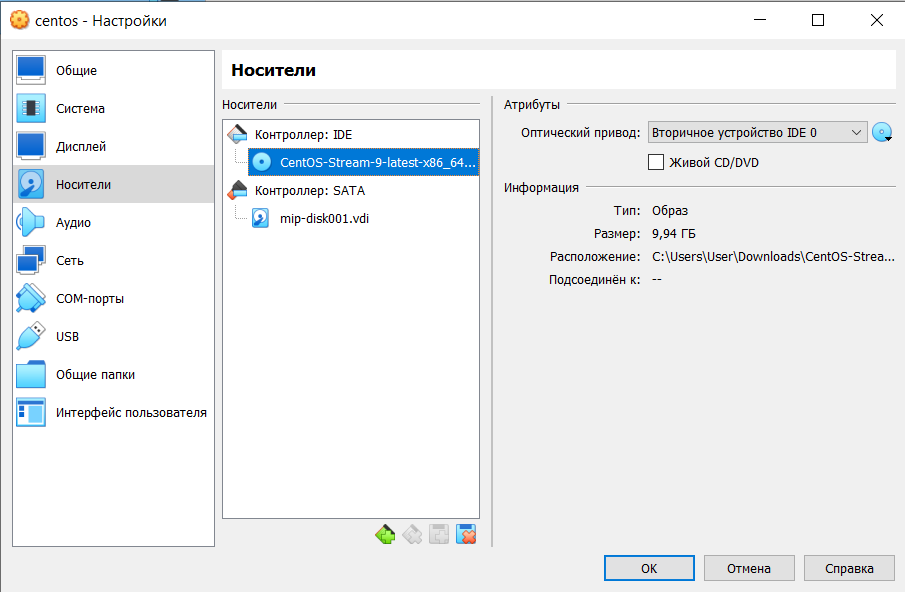 centos - Настройки
Общие
Система
Дисплей
Носители
Аудио
Сеть
COM-порты
USB
Общие папки
Интерфейс пользователя
Носители
Носители
Контроллер: IDE
CentOS-Stream-9-latest-x86_64...
Контроллер: SATA
mip-disk001.vdi
Атрибуты
Оптический привод: Вторичное устройство IDE 0
Живой CD/DVD
Информация
Тип: Образ
Размер: 9,94 ГБ
Расположение: C:\Users\User\Downloads\CentOS-Strea...
Подсоединён к: --
OK Отмена Справка